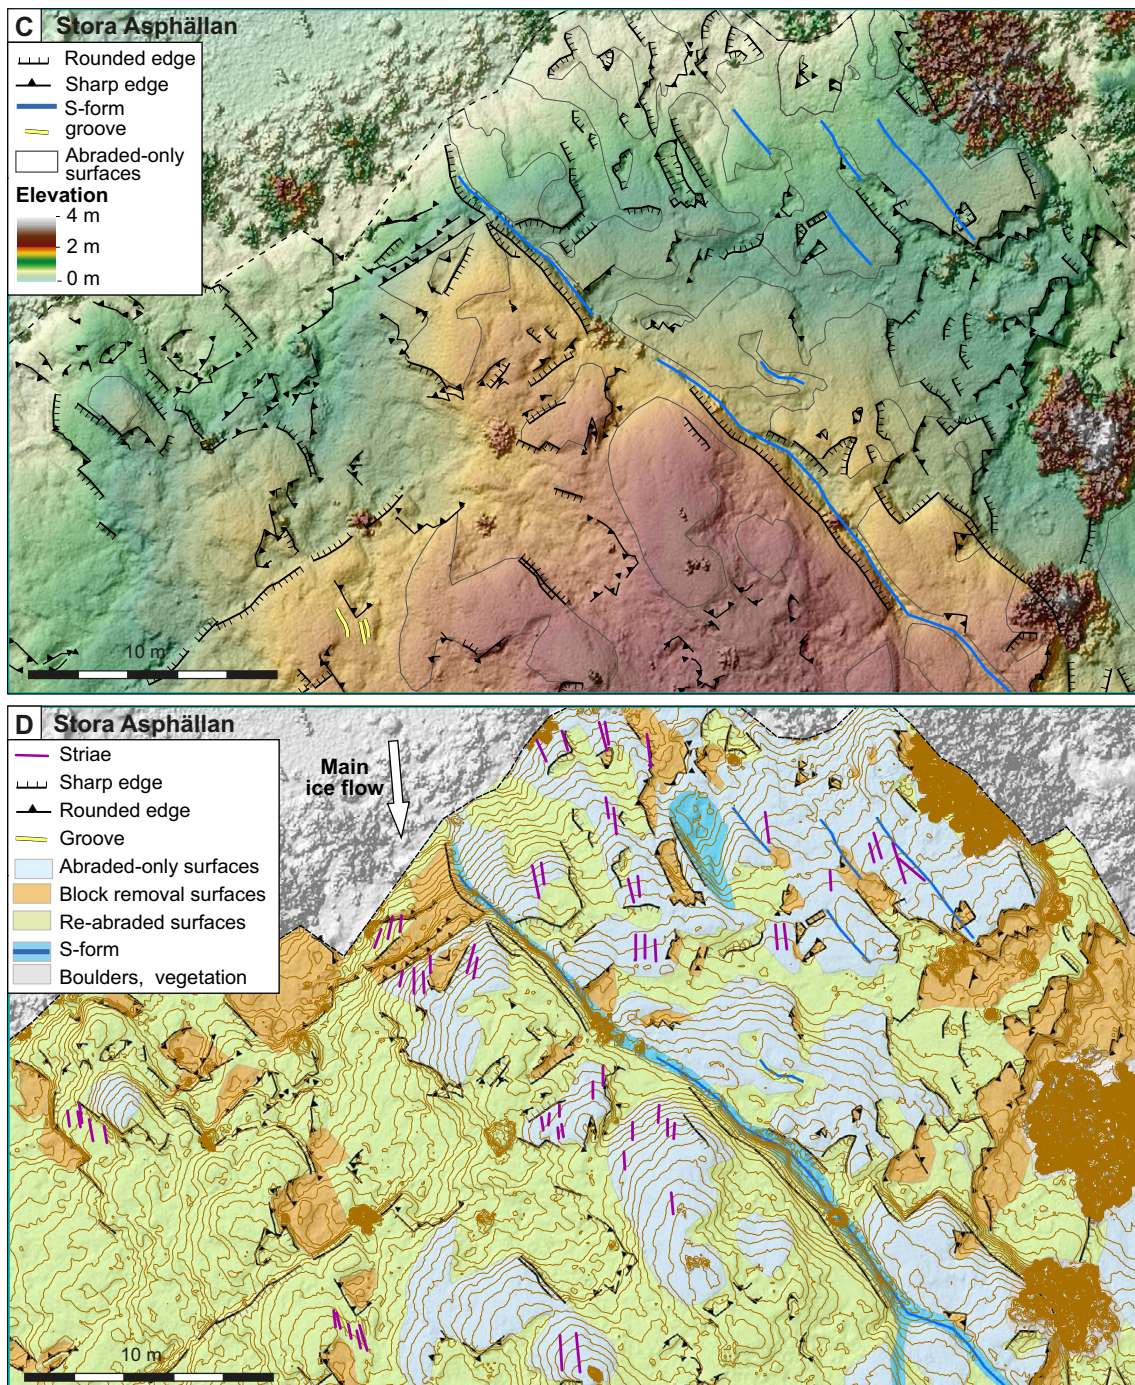 C Stora Asphällan
Rounded edge
Sharp edge
S-form
groove
Abraded-only
surfaces
Elevation
4 m
2 m
0 m
10 m
D Stora Asphällan
Striae
Sharp edge
Rounded edge
Groove
Abraded-only surfaces
Block removal surfaces
Re-abraded surfaces
S-form
Boulders, vegetation
Main
ice flow
10 m